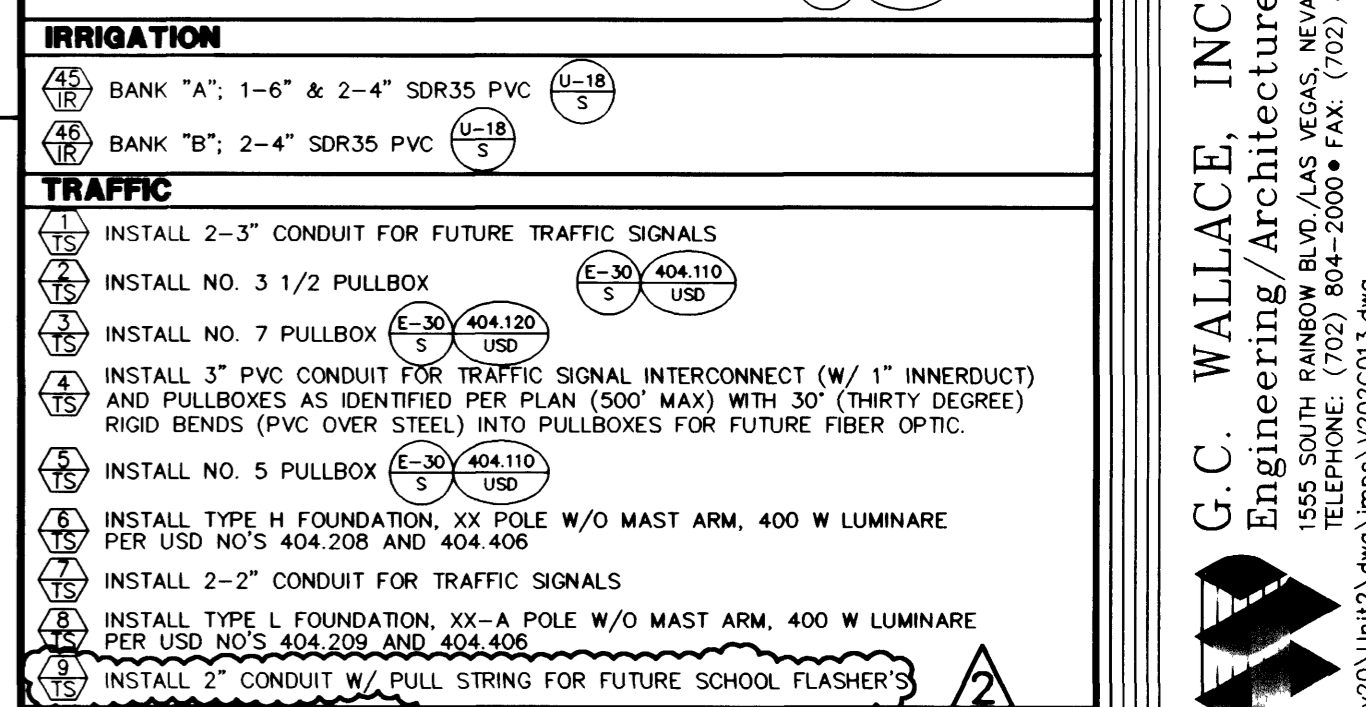 IRRIGATION
45 IR BANK "A"; 1-6" & 2-4" SDR35 PVC U-18 S
46 IR BANK "B"; 2-4" SDR35 PVC U-18 S
TRAFFIC
1 TS INSTALL 2-3" CONDUIT FOR FUTURE TRAFFIC SIGNALS
2 TS INSTALL NO. 3 1/2 PULLBOX E-30 S 404.110 USD
3 TS INSTALL NO. 7 PULLBOX E-30 S 404.120 USD
4 TS INSTALL 3" PVC CONDUIT FOR TRAFFIC SIGNAL INTERCONNECT (W/ 1" INNERDUCT)
AND PULLBOXES AS IDENTIFIED PER PLAN (500' MAX) WITH 30° (THIRTY DEGREE)
RIGID BENDS (PVC OVER STEEL) INTO PULLBOXES FOR FUTURE FIBER OPTIC.
5 TS INSTALL NO. 5 PULLBOX E-30 S 404.110 USD
6 TS INSTALL TYPE H FOUNDATION, XX POLE W/O MAST ARM, 400 W LUMINARE
PER USD NO'S 404.208 AND 404.406
7 TS INSTALL 2-2" CONDUIT FOR TRAFFIC SIGNALS
8 TS INSTALL TYPE L FOUNDATION, XX-A POLE W/O MAST ARM, 400 W LUMINARE
PER USD NO'S 404.209 AND 404.406
9 TS INSTALL 2" CONDUIT W/ PULL STRING FOR FUTURE SCHOOL FLASHER'S
2
G.C. WALLACE, INC
Engineering/Architecture
1555 SOUTH RAINBOW BLVD./LAS VEGAS, NEVA
TELEPHONE: (702) 804-2000 • FAX: (702)